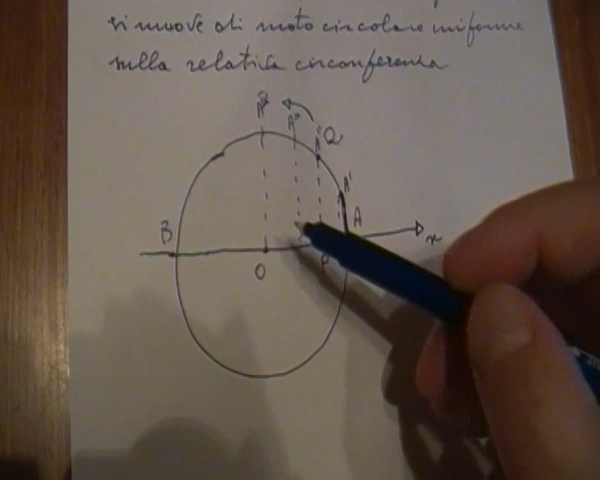 si muove di moto circolare uniforme
sulla relativa circonferenza
Q
A'
A
B
x
O
P